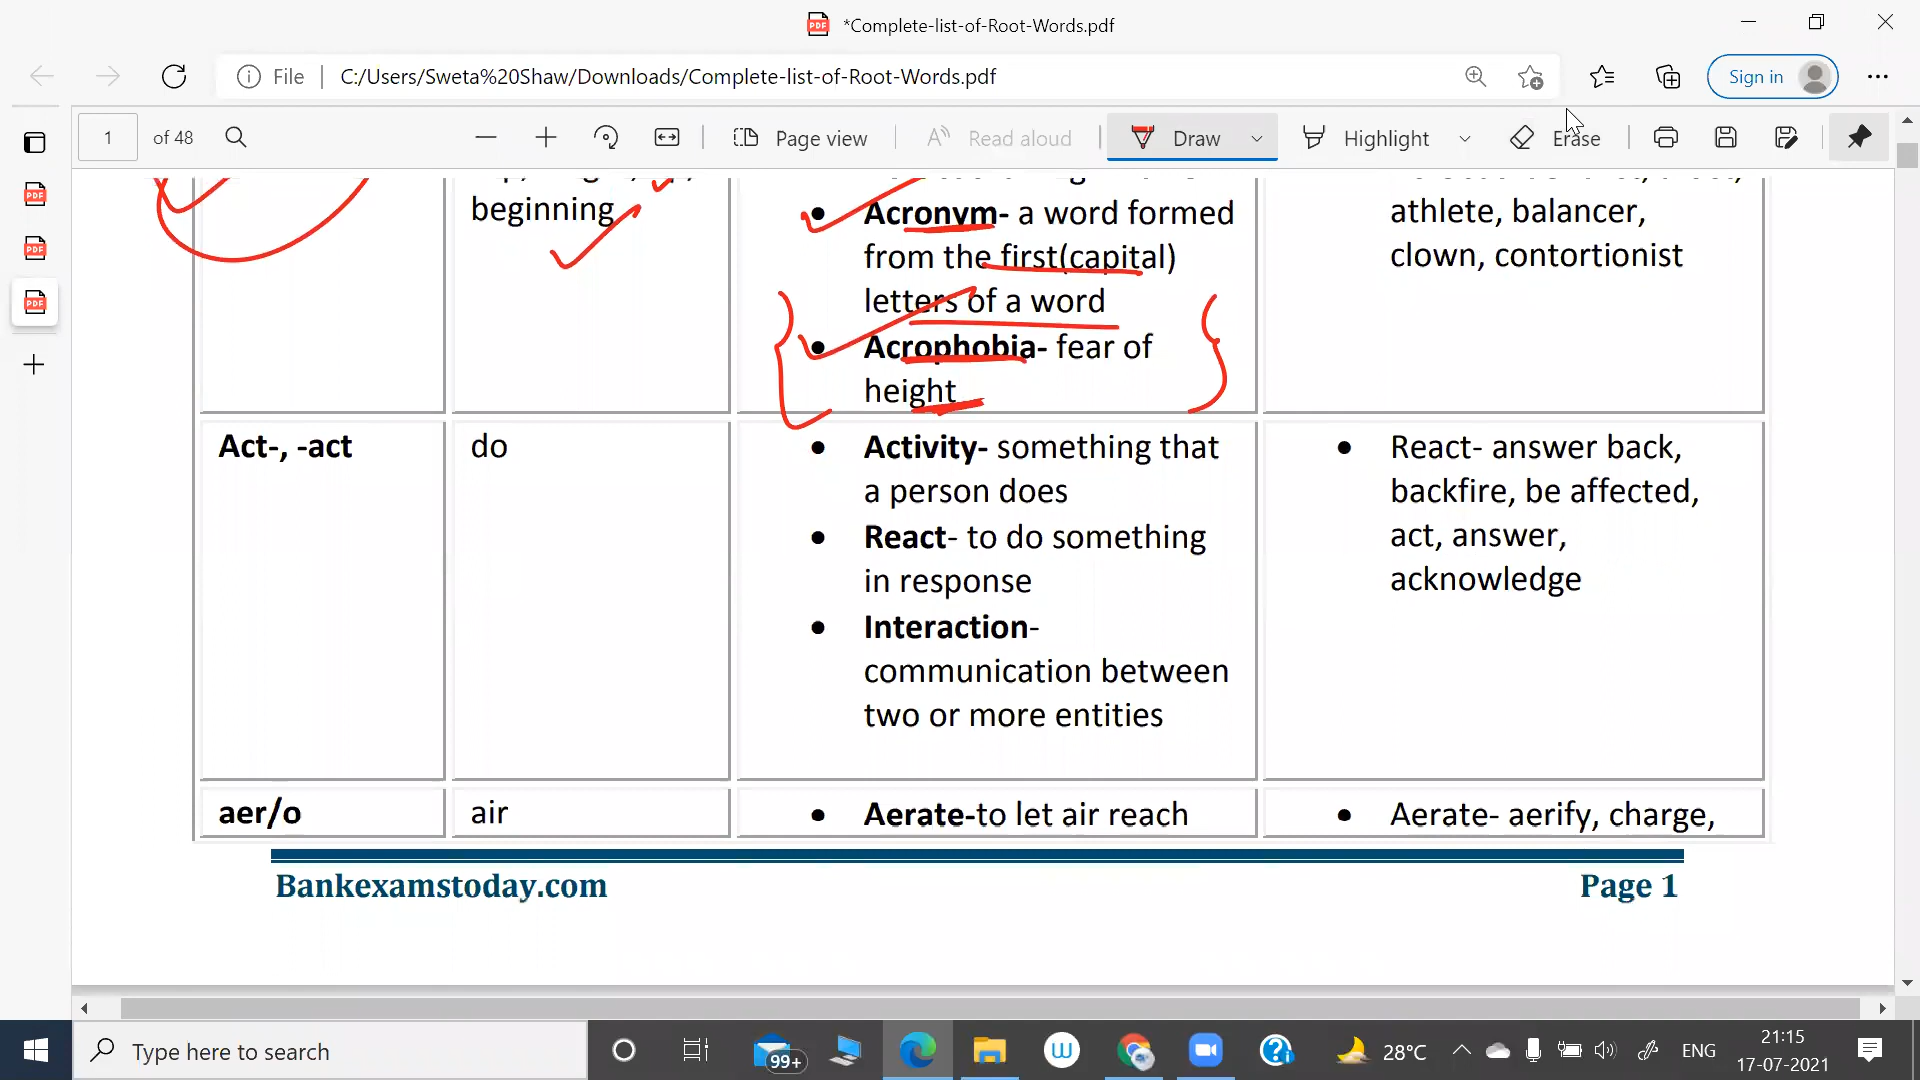 *Complete-list-of-Root-Words.pdf
File
C:/Users/Sweta%20Shaw/Downloads/Complete-list-of-Root-Words.pdf
Sign in
1
of 48
Page view
Read aloud
Draw
Highlight
Erase
beginning
Acronym- a word formed
from the first(capital)
letters of a word
Acrophobia- fear of
height
athlete, balancer,
clown, contortionist
Act-, -act
do
Activity- something that
a person does
React- to do something
in response
Interaction-
communication between
two or more entities
React- answer back,
backfire, be affected,
act, answer,
acknowledge
aer/o
air
Aerate-to let air reach
Aerate- aerify, charge,
Bankexamstoday.com
Page 1
Type here to search
99+
28°C
ENG
21:15
17-07-2021